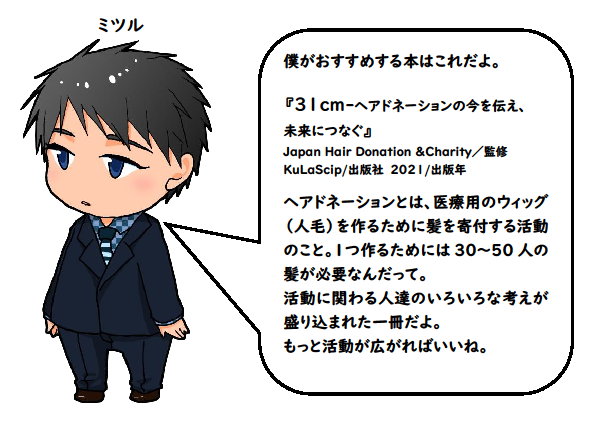 ミツル
僕がおすすめする本はこれだよ。
『31cm-ヘアドネーションの今を伝え、
未来につなぐ』
Japan Hair Donation &Charity／監修
KuLaScip/出版社 2021/出版年
ヘアドネーションとは、医療用のウィッグ
（人毛）を作るために髪を寄付する活動
のこと。1つ作るためには30～50人の
髪が必要なんだって。
活動に関わる人達のいろいろな考えが
盛り込まれた一冊だよ。
もっと活動が広がればいいね。